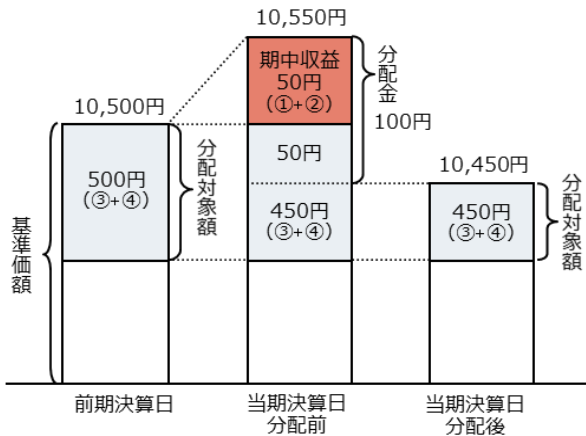 10,550円
期中収益
50円
(①+②)
分配金
100円
10,500円
500円
(③+④)
分配対象額
50円
450円
(③+④)
10,450円
450円
(③+④)
分配対象額
基準価額
前期決算日
当期決算日
分配前
当期決算日
分配後